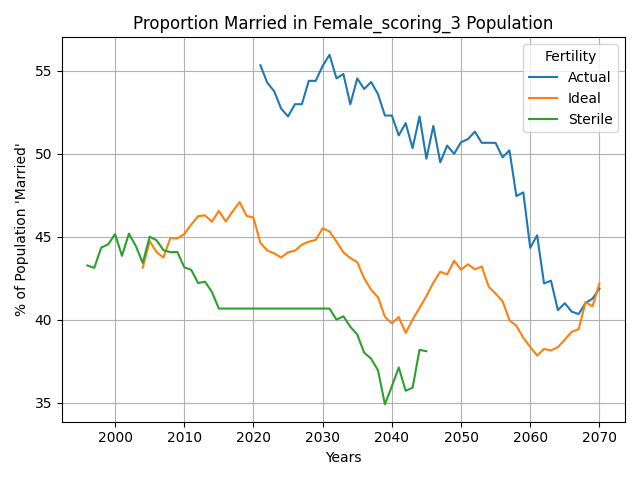 Proportion Married in Female_scoring_3 Population
Fertility
Actual
Ideal
Sterile
% of Population 'Married'
55
50
45
40
35
2000
2010
2020
2030
2040
2050
2060
2070
Years